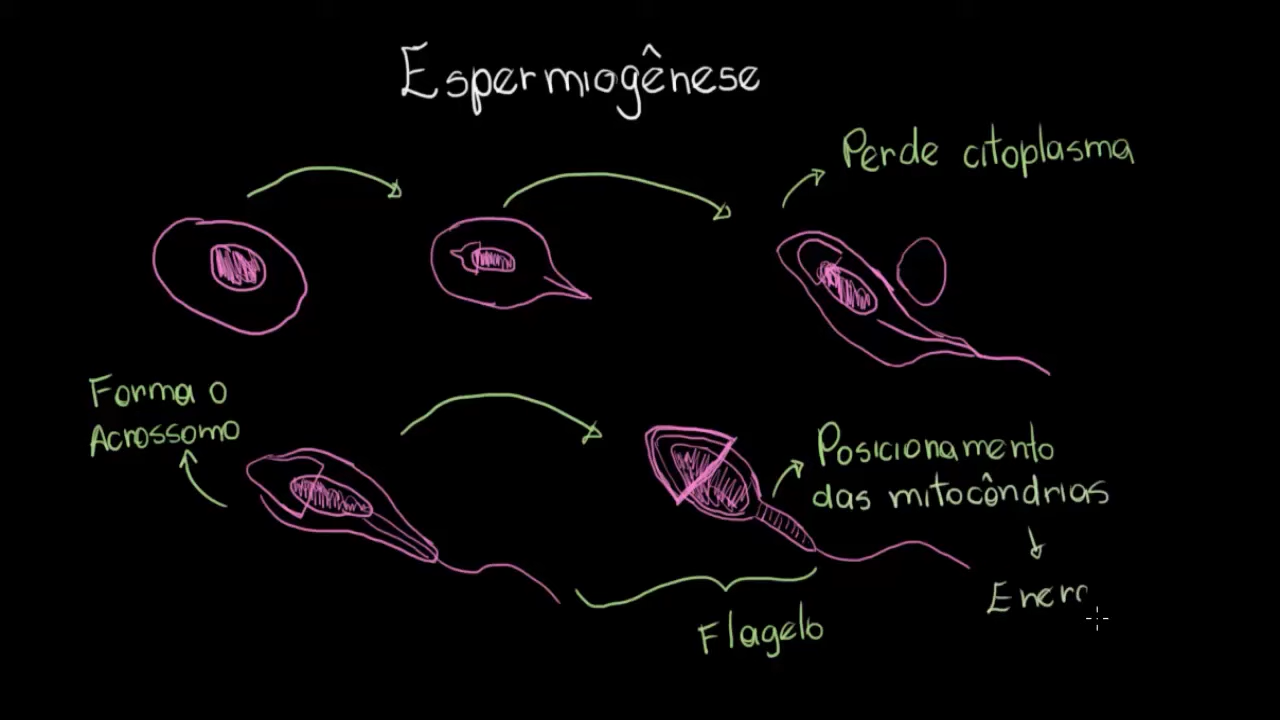 Espermiogênese
Perde citoplasma
Forma o
Acrossomo
Posicionamento
das mitocôndrias
Flagelo